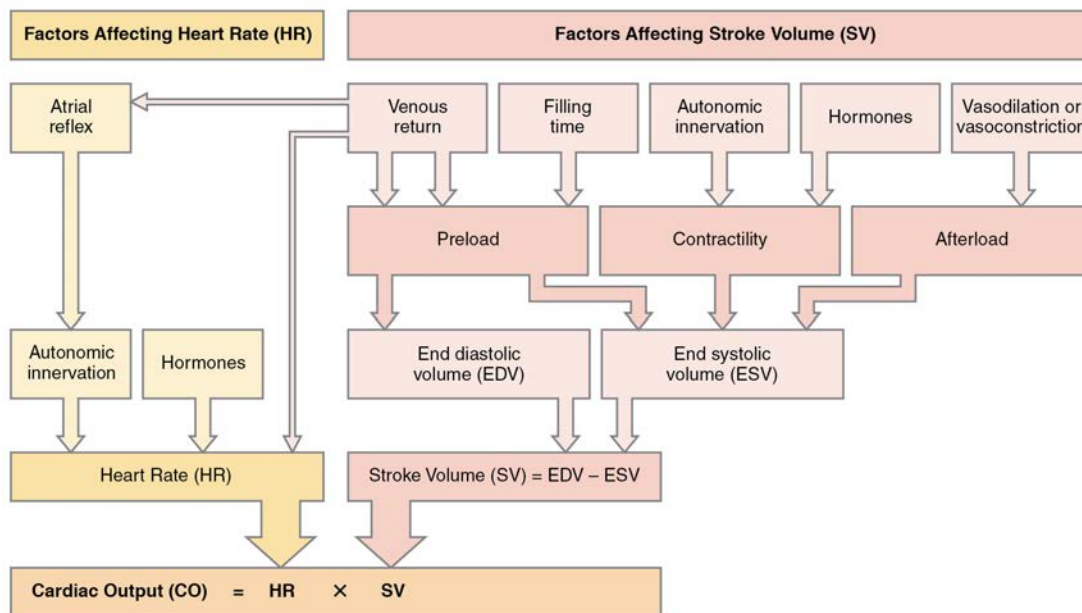 Factors Affecting Heart Rate (HR)
Factors Affecting Stroke Volume (SV)
Atrial
reflex
Venous
return
Filling
time
Autonomic
innervation
Hormones
Vasodilation or
vasoconstriction
Preload
Contractility
Afterload
Autonomic
innervation
Hormones
End diastolic
volume (EDV)
End systolic
volume (ESV)
Heart Rate (HR)
Stroke Volume (SV) = EDV – ESV
Cardiac Output (CO) = HR × SV